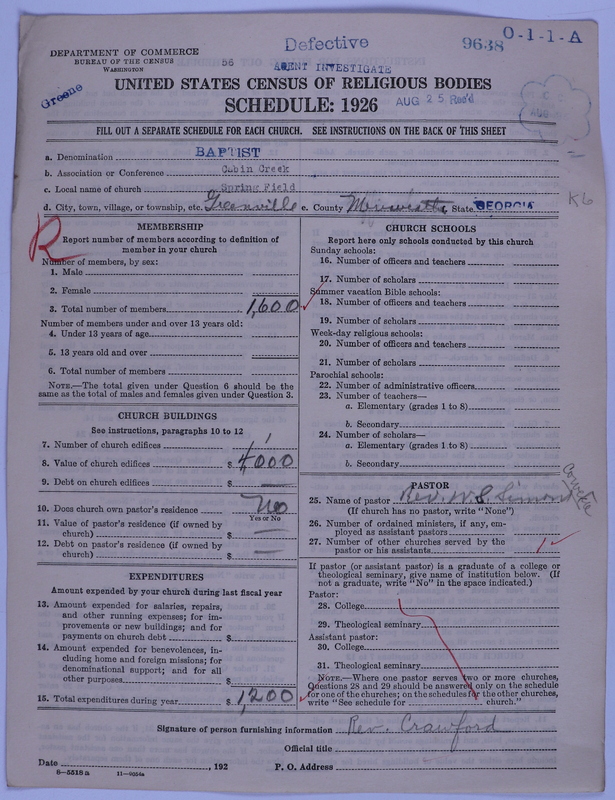 Defective
9638
O-1-1-A
DEPARTMENT OF COMMERCE
BUREAU OF THE CENSUS
WASHINGTON
56
AGENT INVESTIGATE
Greene
UNITED STATES CENSUS OF RELIGIOUS BODIES
SCHEDULE: 1926
AUG 25 Rec'd
AUG
FILL OUT A SEPARATE SCHEDULE FOR EACH CHURCH. SEE INSTRUCTIONS ON THE BACK OF THIS SHEET
a. Denomination BAPTIST
b. Association or Conference Cabin Creek
c. Local name of church Spring Field
d. City, town, village, or township, etc. Greenville e. County State GEORGIA
K6
R
MEMBERSHIP
Report number of members according to definition of
member in your church
Number of members, by sex:
1. Male
2. Female
3. Total number of members 1,600
Number of members under and over 13 years old:
4. Under 13 years of age
5. 13 years old and over
6. Total number of members
NOTE.—The total given under Question 6 should be the
same as the total of males and females given under Question 3.
CHURCH BUILDINGS
See instructions, paragraphs 10 to 12
7. Number of church edifices 1
8. Value of church edifices $ 4,000
9. Debt on church edifices $ —
10. Does church own pastor's residence No
Yes or No
11. Value of pastor's residence (if owned by
church) $ —
12. Debt on pastor's residence (if owned by
church) $ —
EXPENDITURES
Amount expended by your church during last fiscal year
13. Amount expended for salaries, repairs,
and other running expenses; for im-
provements or new buildings; and for
payments on church debt $
14. Amount expended for benevolences, in-
cluding home and foreign missions; for
denominational support; and for all
other purposes $
15. Total expenditures during year $ 1,200
CHURCH SCHOOLS
Report here only schools conducted by this church
Sunday schools:
16. Number of officers and teachers
17. Number of scholars
Summer vacation Bible schools:
18. Number of officers and teachers
19. Number of scholars
Week-day religious schools:
20. Number of officers and teachers
21. Number of scholars
Parochial schools:
22. Number of administrative officers
23. Number of teachers—
a. Elementary (grades 1 to 8)
b. Secondary
24. Number of scholars—
a. Elementary (grades 1 to 8)
b. Secondary
PASTOR
25. Name of pastor Rev. W S Simon
(If church has no pastor, write "None")
26. Number of ordained ministers, if any, em-
ployed as assistant pastors
27. Number of other churches served by the
pastor or his assistants 1
If pastor (or assistant pastor) is a graduate of a college or
theological seminary, give name of institution below. (If
not a graduate, write "No" in the space indicated.)
Pastor:
28. College
29. Theological seminary
Assistant pastor:
30. College
31. Theological seminary
NOTE.—Where one pastor serves two or more churches,
Questions 28 and 29 should be answered only on the schedule
for one of the churches; on the schedules for the other churches,
write "See schedule for church."
Signature of person furnishing information Rev. Crawford
Official title
Date , 192 P. O. Address
8-5518a 11-9054a